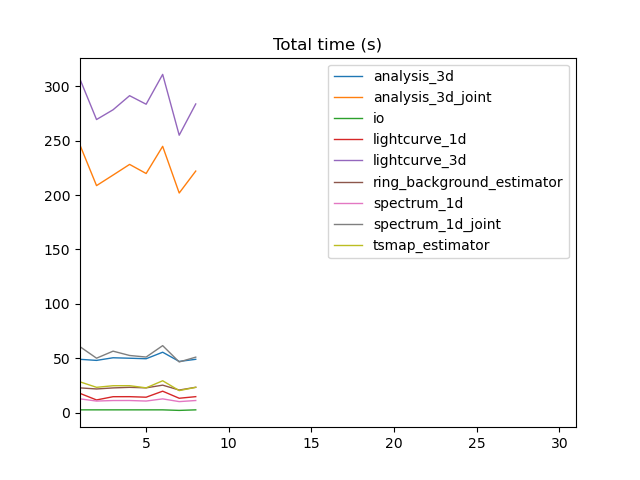 Total time (s)
analysis_3d
analysis_3d_joint
io
lightcurve_1d
lightcurve_3d
ring_background_estimator
spectrum_1d
spectrum_1d_joint
tsmap_estimator
300
250
200
150
100
50
0
5 10 15 20 25 30